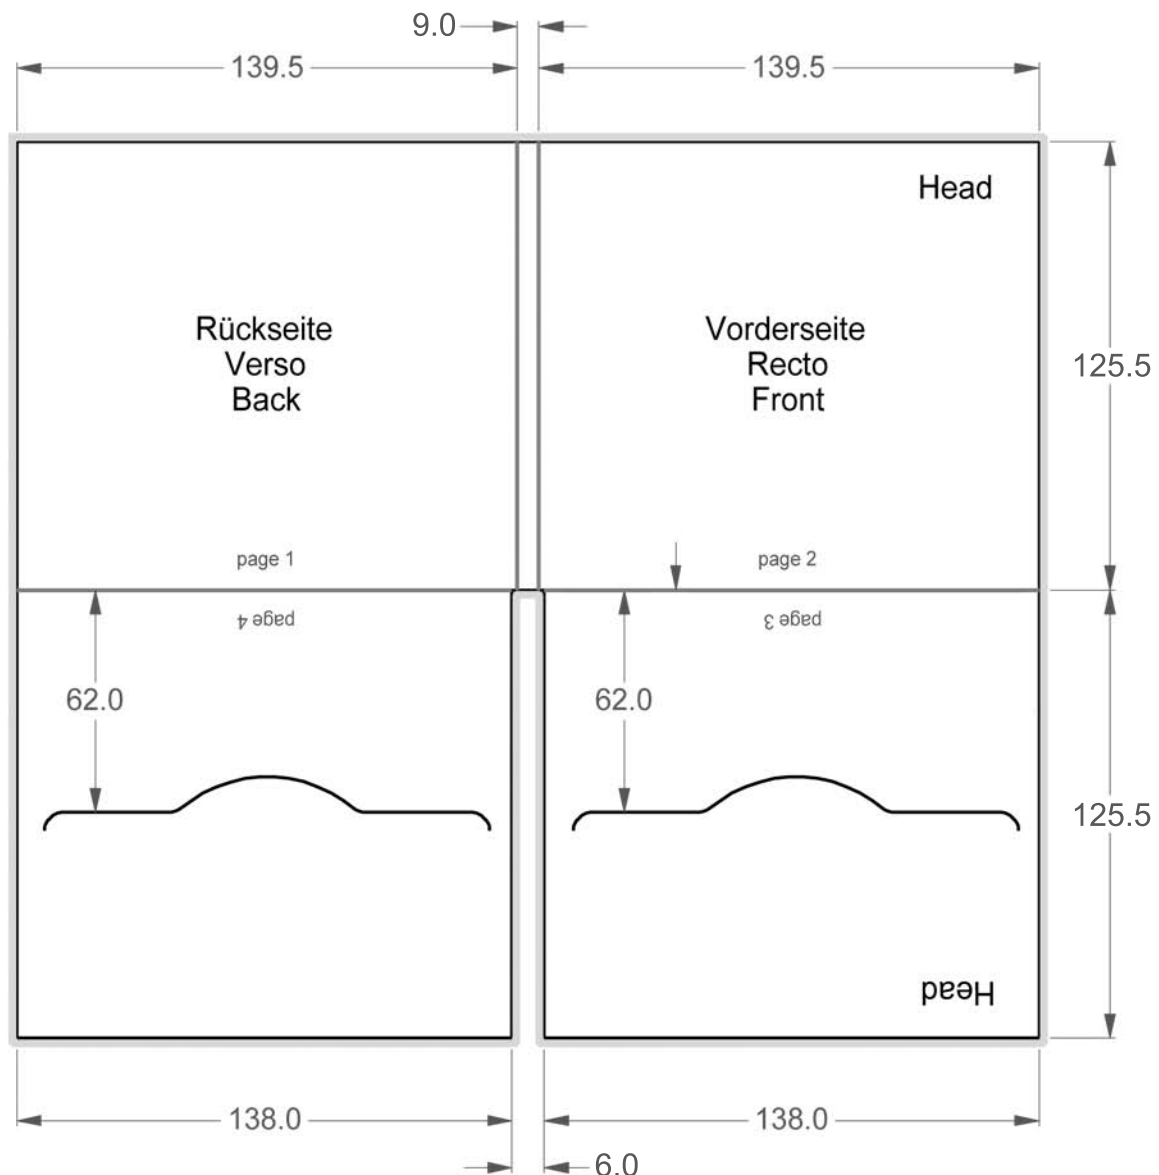 9.0
139.5
139.5
Head
Rückseite
Verso
Back
Vorderseite
Recto
Front
125.5
page 1
page 2
page 4
page 3
62.0
62.0
125.5
Head
138.0
138.0
6.0